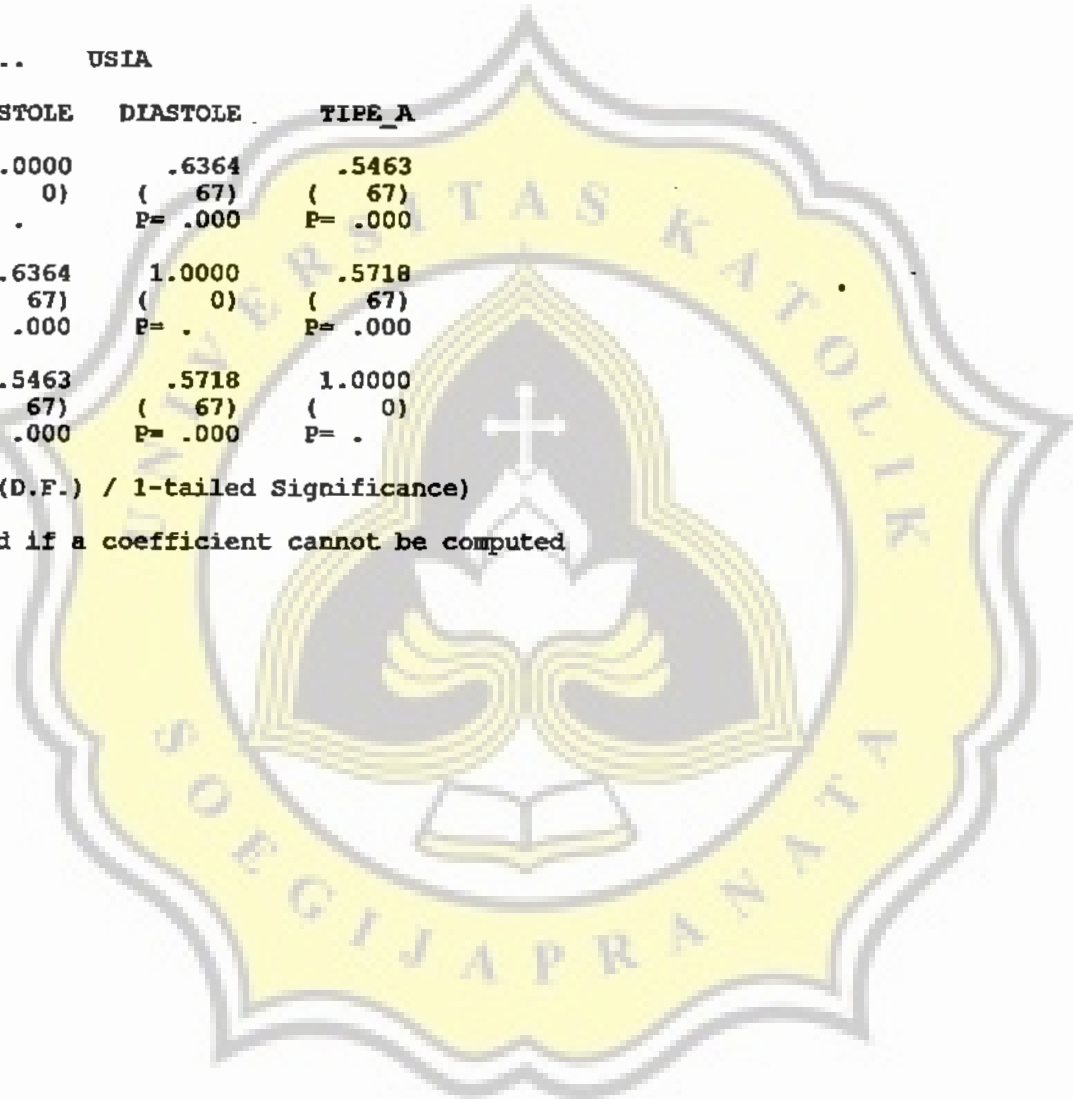 .. USIA
STOLE DIASTOLE TIPE_A
.0000 .6364 .5463
0) ( 67) ( 67)
. P= .000 P= .000
.6364 1.0000 .5718
67) ( 0) ( 67)
.000 P= . P= .000
.5463 .5718 1.0000
67) ( 67) ( 0)
.000 P= .000 P= .
(D.F.) / 1-tailed Significance)
d if a coefficient cannot be computed
UNIVERSITAS KATOLIK
SOEGIJAPRANATA